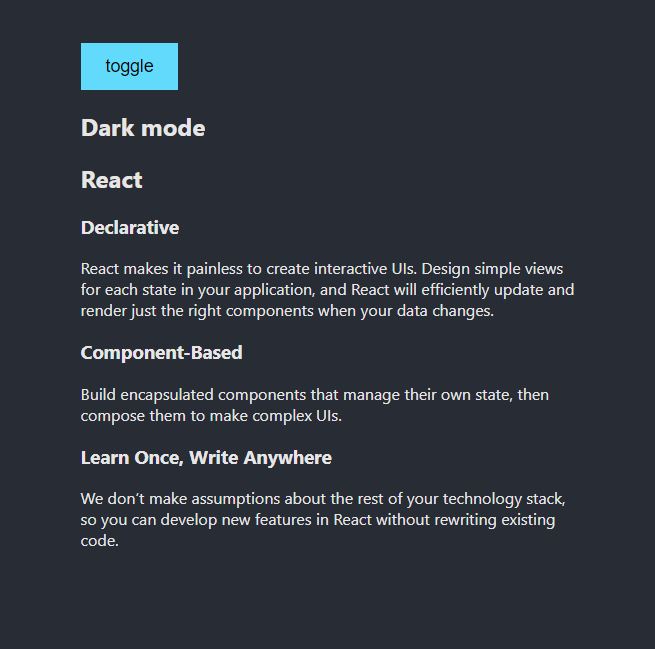 toggle
Dark mode
React
Declarative
React makes it painless to create interactive UIs. Design simple views
for each state in your application, and React will efficiently update and
render just the right components when your data changes.
Component-Based
Build encapsulated components that manage their own state, then
compose them to make complex UIs.
Learn Once, Write Anywhere
We don’t make assumptions about the rest of your technology stack,
so you can develop new features in React without rewriting existing
code.